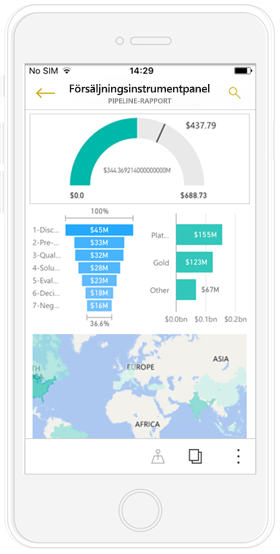 No SIM 14:29
Försäljningsinstrumentpanel
PIPELINE-RAPPORT
$437.79
$344.369214000000000M
$0.0 $688.73
100%
1-Disc... $45M
2-Pre-... $33M
3-Qual... $32M
4-Solu... $28M
5-Eval... $23M
6-Deci... $18M
7-Neg... $16M
36.6%
Plat... $155M
Gold $123M
Other $67M
$0.0bn $0.1bn $0.2bn
EUROPE
ASIA
AFRICA